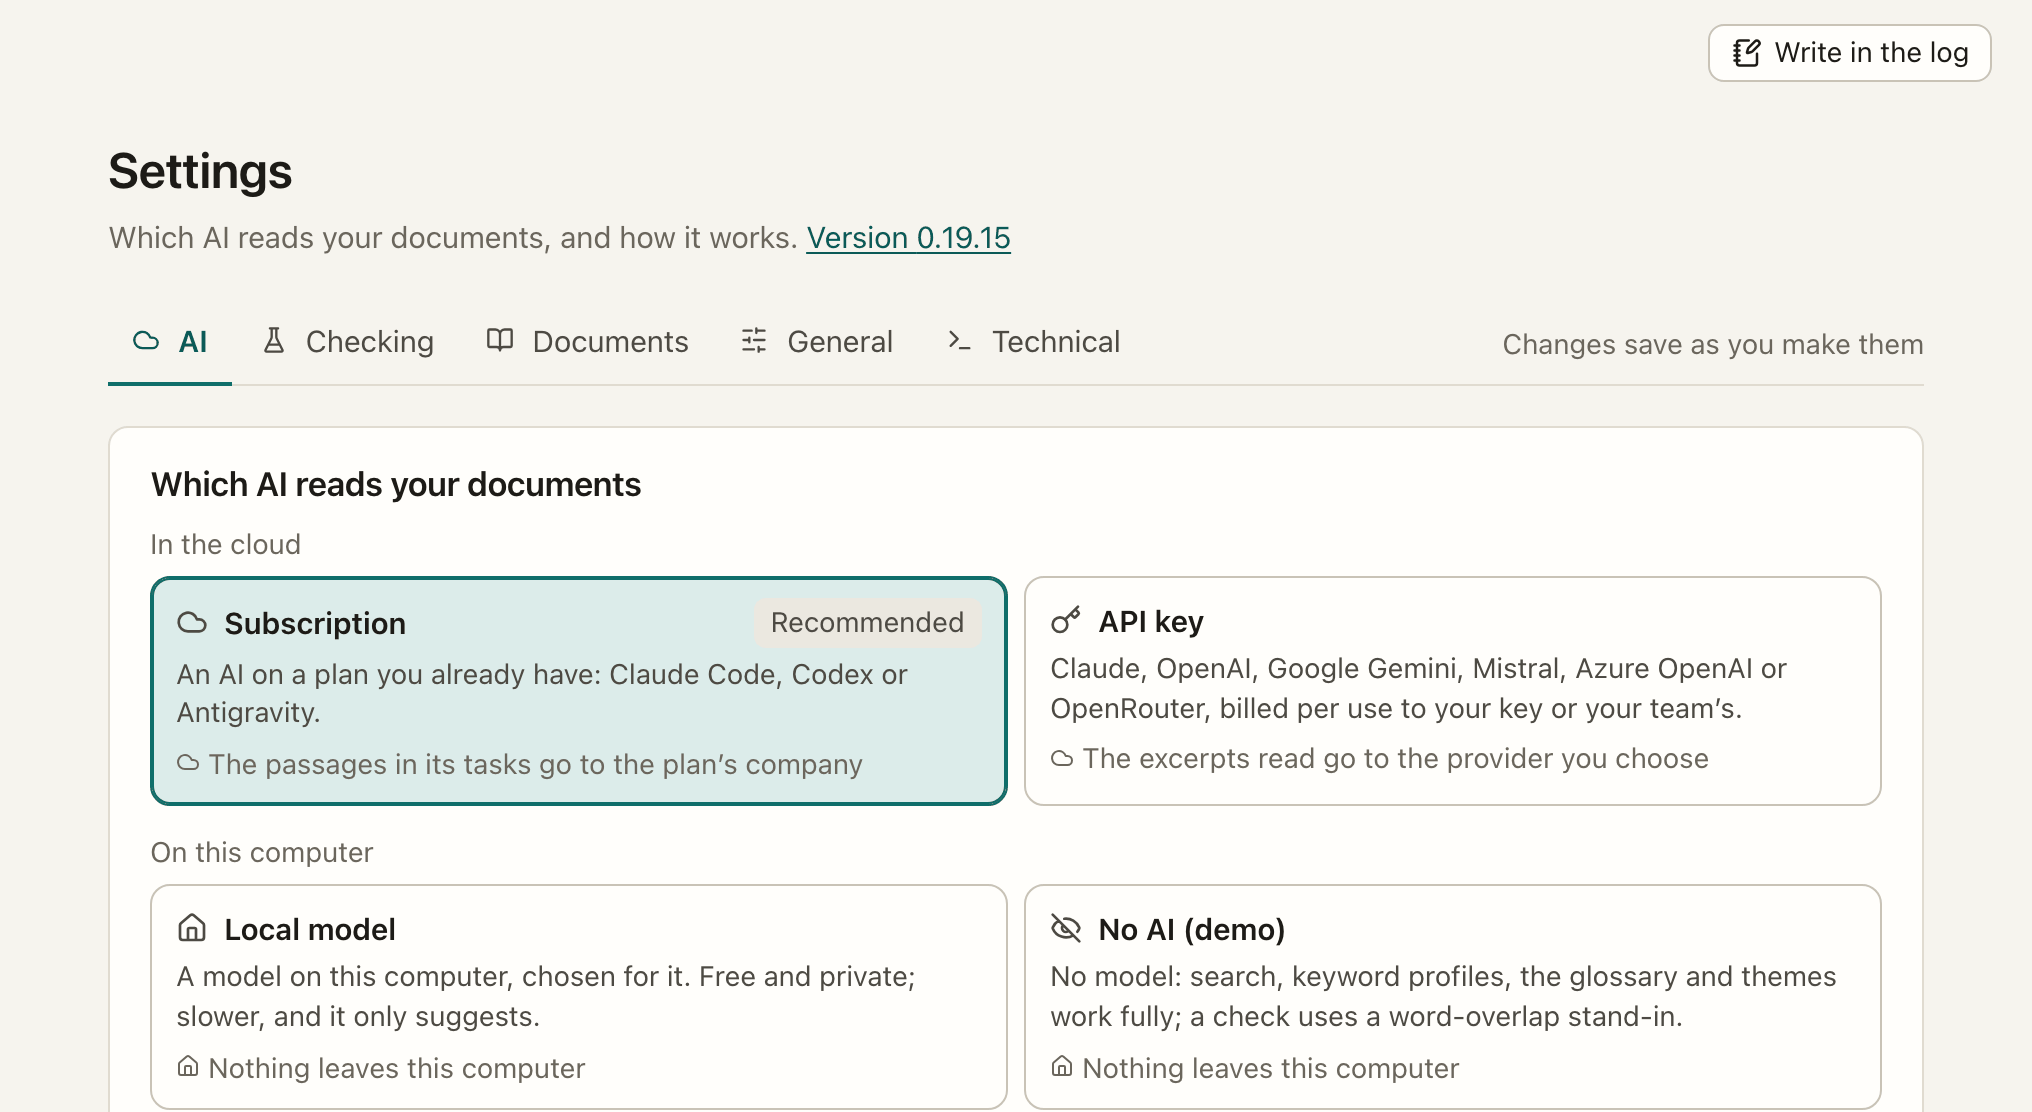 Write in the log
Settings
Which AI reads your documents, and how it works. Version 0.19.15
AI
Checking
Documents
General
Technical
Changes save as you make them
Which AI reads your documents
In the cloud
Subscription
Recommended
An AI on a plan you already have: Claude Code, Codex or
Antigravity.
The passages in its tasks go to the plan’s company
API key
Claude, OpenAI, Google Gemini, Mistral, Azure OpenAI or
OpenRouter, billed per use to your key or your team’s.
The excerpts read go to the provider you choose
On this computer
Local model
A model on this computer, chosen for it. Free and private;
slower, and it only suggests.
Nothing leaves this computer
No AI (demo)
No model: search, keyword profiles, the glossary and themes
work fully; a check uses a word-overlap stand-in.
Nothing leaves this computer